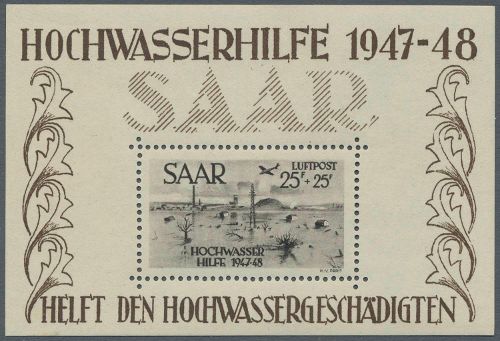 HOCHWASSERHILFE 1947-48
SAAR
SAAR
LUFTPOST
25F+25F
HOCHWASSER
HILFE 1947-48
HELFT DEN HOCHWASSERGESCHÄDIGTEN